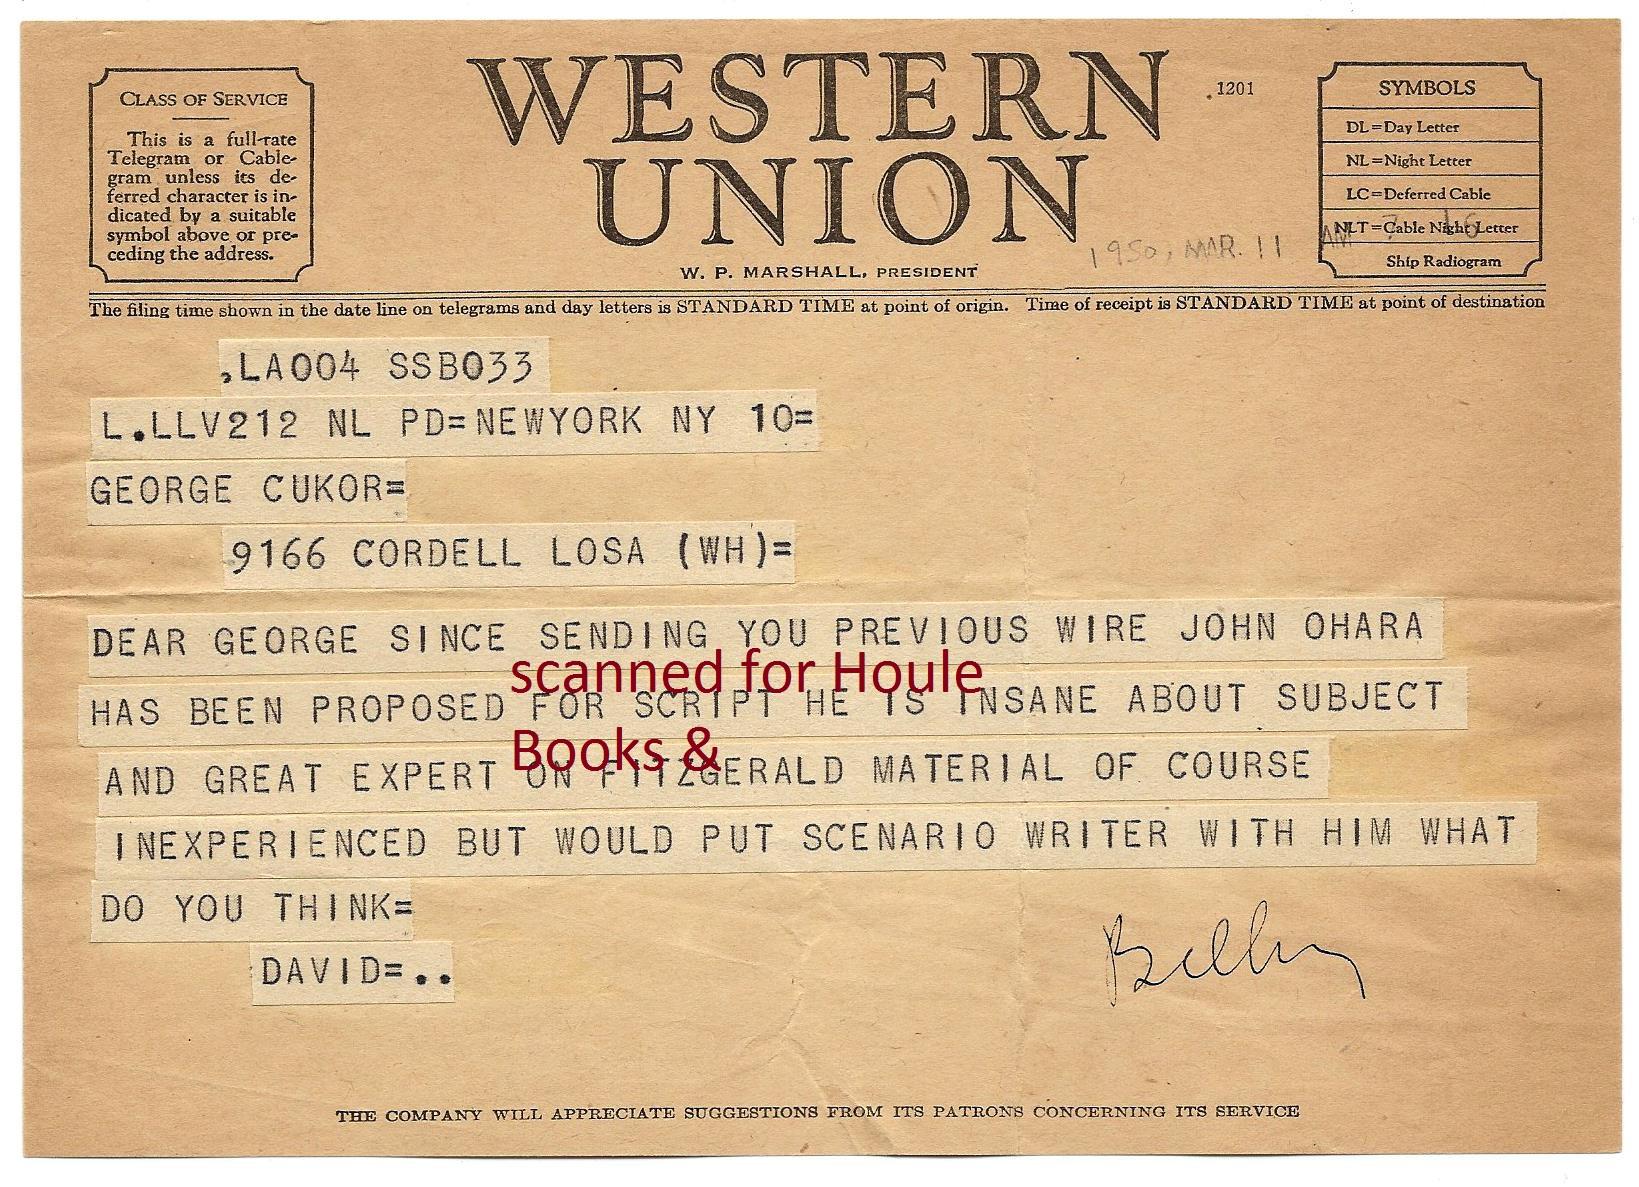 WESTERN
UNION
.1201
W. P. MARSHALL, PRESIDENT
CLASS OF SERVICE
This is a full-rate
Telegram or Cable-
gram unless its de-
ferred character is in-
dicated by a suitable
symbol above or pre-
ceding the address.
SYMBOLS
DL=Day Letter
NL=Night Letter
LC=Deferred Cable
NLT=Cable Night Letter
Ship Radiogram
1950, MAR. 11 AM 7
The filing time shown in the date line on telegrams and day letters is STANDARD TIME at point of origin. Time of receipt is STANDARD TIME at point of destination
.LA004 SSB033
L.LLV212 NL PD=NEWYORK NY 10=
GEORGE CUKOR=
9166 CORDELL LOSA (WH)=
DEAR GEORGE SINCE SENDING YOU PREVIOUS WIRE JOHN OHARA
scanned for Houle
HAS BEEN PROPOSED FOR SCRIPT HE IS INSANE ABOUT SUBJECT
Books &
AND GREAT EXPERT ON FITZGERALD MATERIAL OF COURSE
INEXPERIENCED BUT WOULD PUT SCENARIO WRITER WITH HIM WHAT
DO YOU THINK=
DAVID=..
THE COMPANY WILL APPRECIATE SUGGESTIONS FROM ITS PATRONS CONCERNING ITS SERVICE